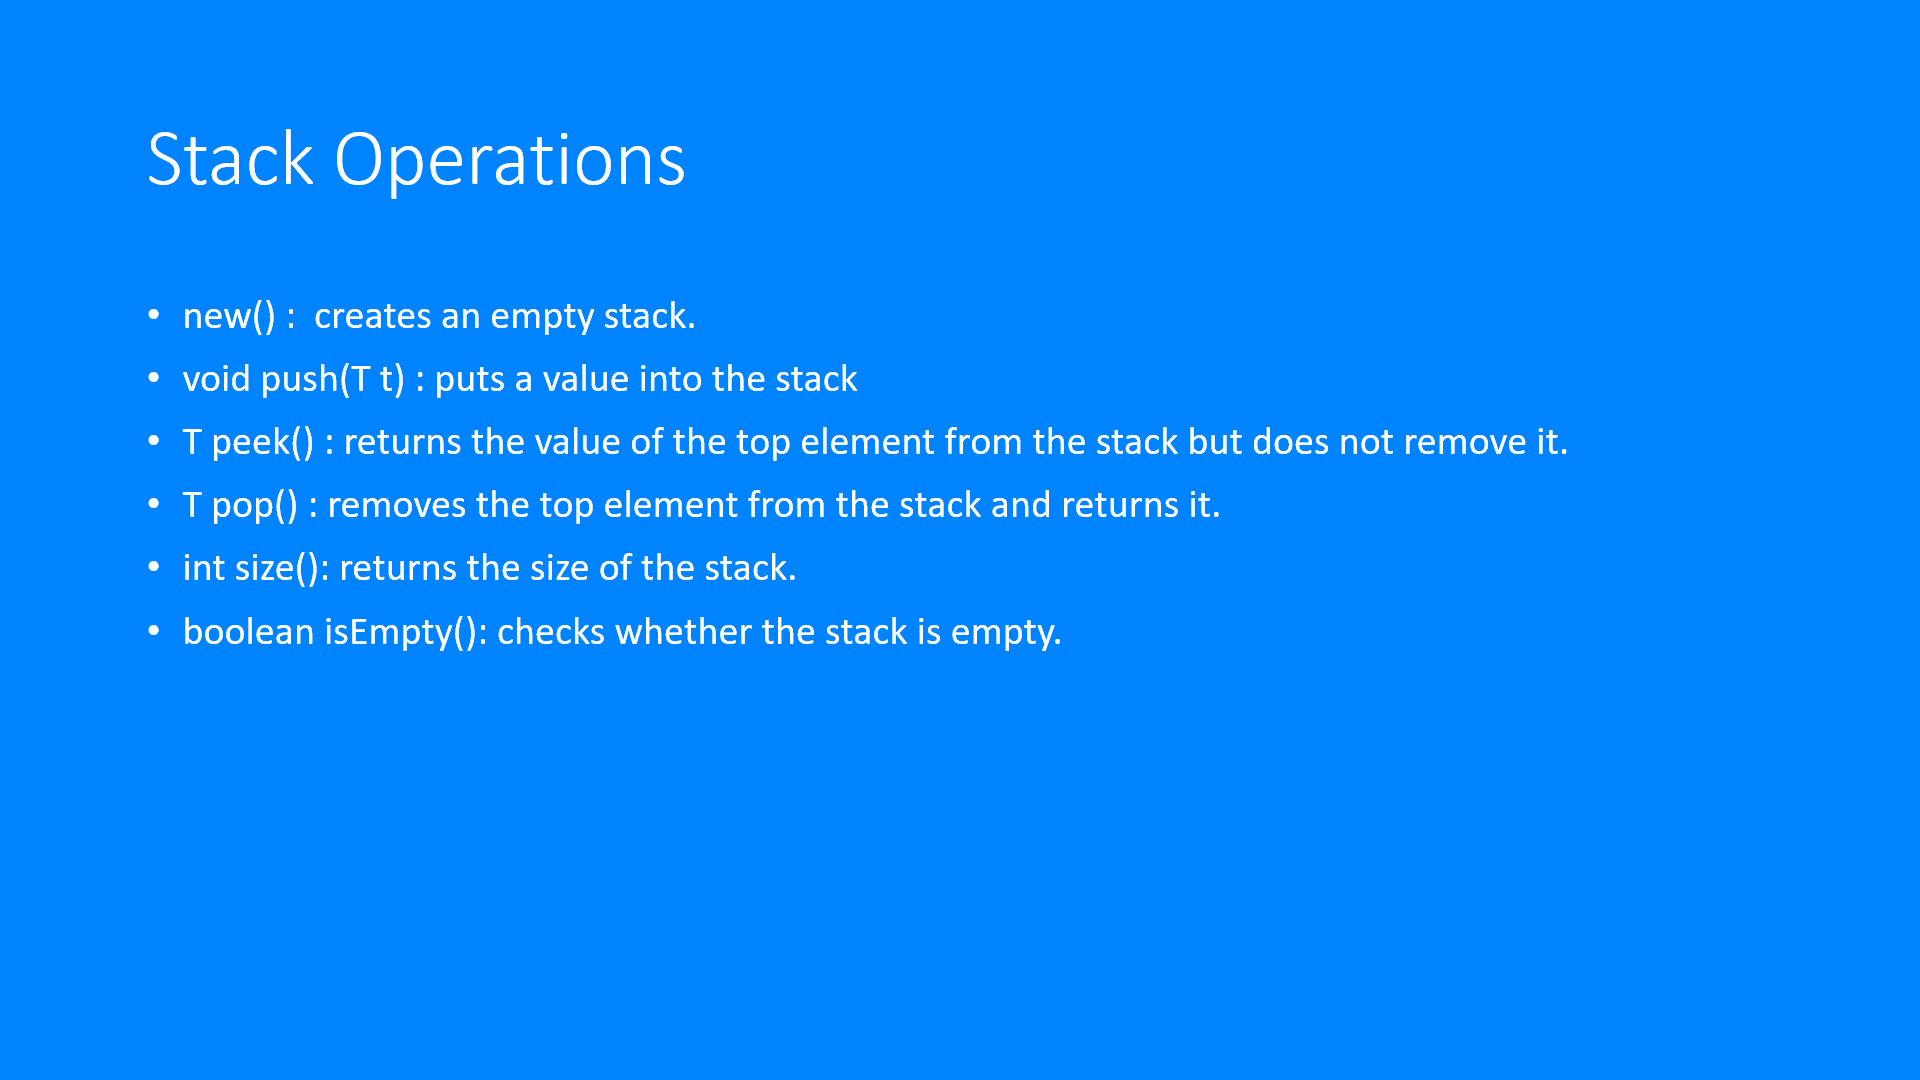 Stack Operations
• new() :  creates an empty stack.
• void push(T t) : puts a value into the stack
• T peek() : returns the value of the top element from the stack but does not remove it.
• T pop() : removes the top element from the stack and returns it.
• int size(): returns the size of the stack.
• boolean isEmpty(): checks whether the stack is empty.